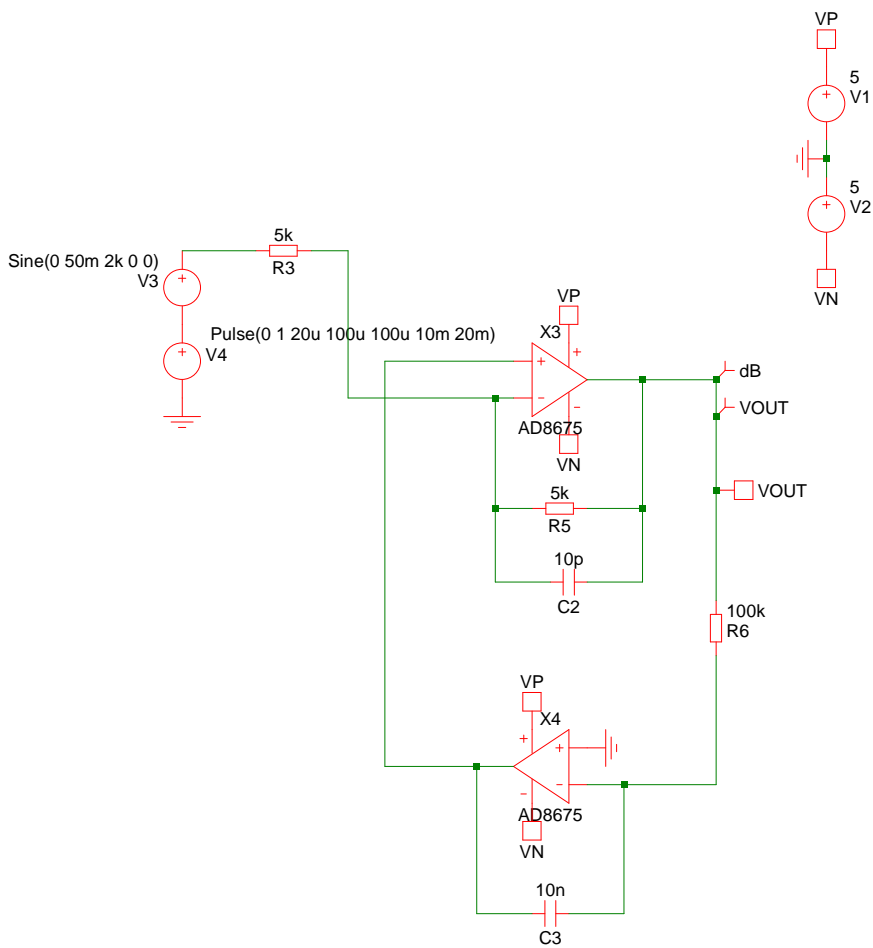 VP
5
V1
5
V2
VN
5k
R3
Sine(0 50m 2k 0 0)
V3
Pulse(0 1 20u 100u 100u 10m 20m)
V4
VP
X3
+
+
-
-
AD8675
VN
dB
VOUT
VOUT
5k
R5
10p
C2
100k
R6
VP
X4
+
+
-
-
AD8675
VN
10n
C3